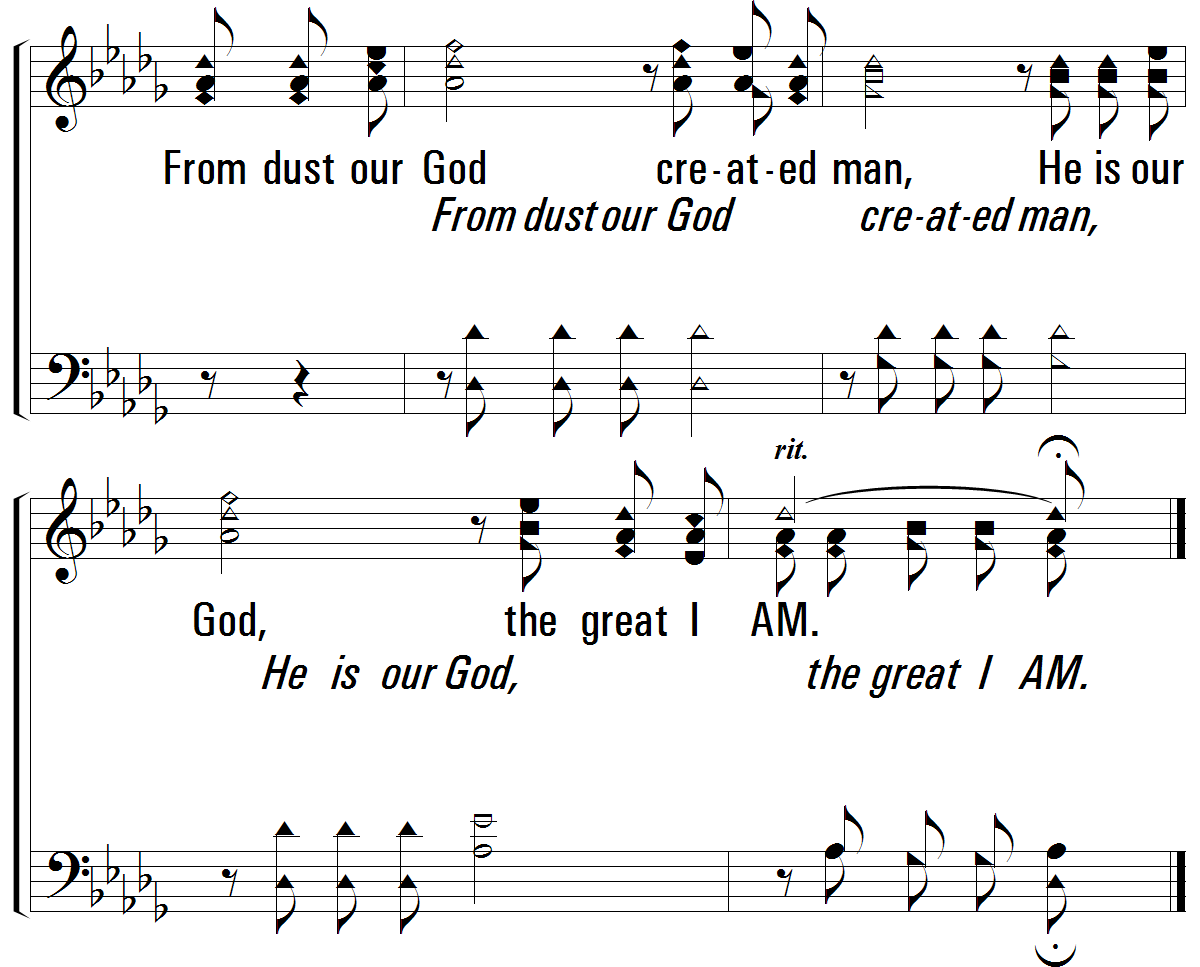 From dust our God cre-at-ed man, He is our
From dust our God cre-at-ed man,
rit.
God, the great I AM.
He is our God, the great I AM.